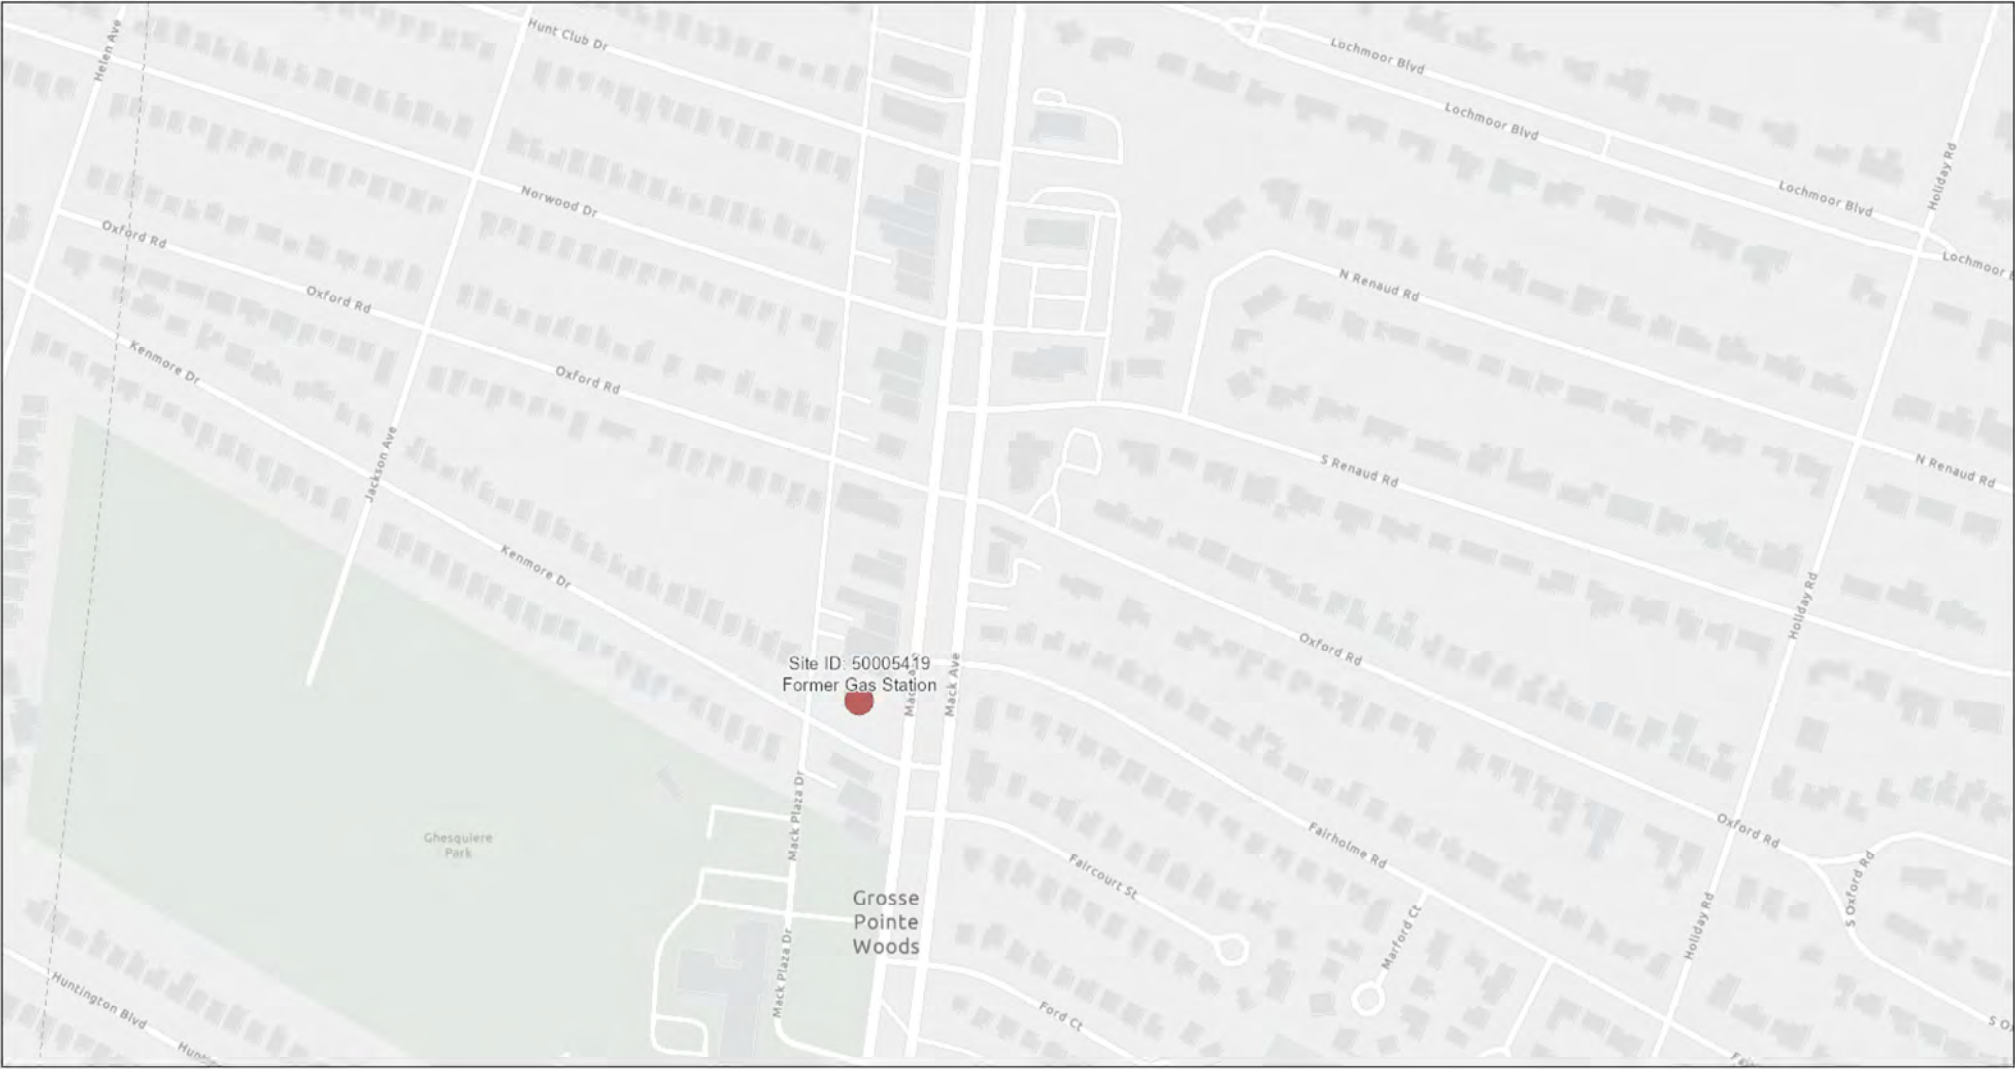 Helen Ave
Hunt Club Dr
Lochmoor Blvd
Lochmoor Blvd
Holiday Rd
Lochmoor Blvd
Norwood Dr
Oxford Rd
Lochmoor
N Renaud Rd
Oxford Rd
Kenmore Dr
Oxford Rd
Jackson Ave
S Renaud Rd
N Renaud Rd
Kenmore Dr
Holiday Rd
Oxford Rd
Site ID: 50005419
Former Gas Station
Mack Ave
Mack Plaza Dr
Ghesquiere
Park
Fairholme Rd
Oxford Rd
Faircourt St
S Oxford Rd
Grosse
Pointe
Woods
Marford Ct
Holiday Rd
Mack Plaza Dr
Huntington Blvd
Ford Ct